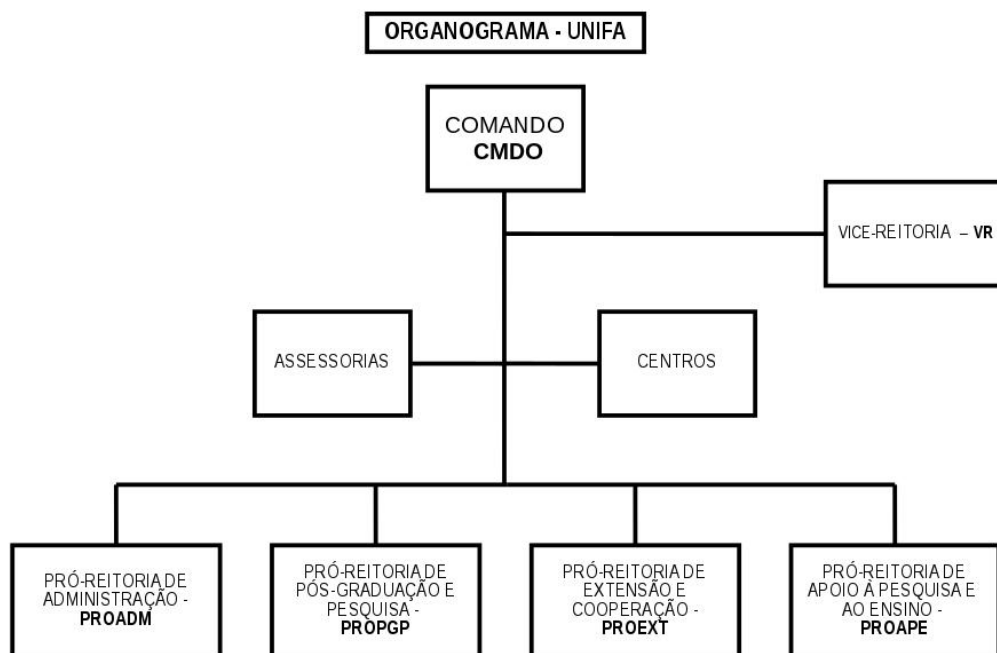 ORGANOGRAMA - UNIFA
COMANDO
CMDO
VICE-REITORIA – VR
ASSESSORIAS
CENTROS
PRÓ-REITORIA DE
ADMINISTRAÇÃO -
PROADM
PRÓ-REITORIA DE
PÓS-GRADUAÇÃO E
PESQUISA -
PROPGP
PRÓ-REITORIA DE
EXTENSÃO E
COOPERAÇÃO -
PROEXT
PRÓ-REITORIA DE
APOIO À PESQUISA E
AO ENSINO -
PROAPE